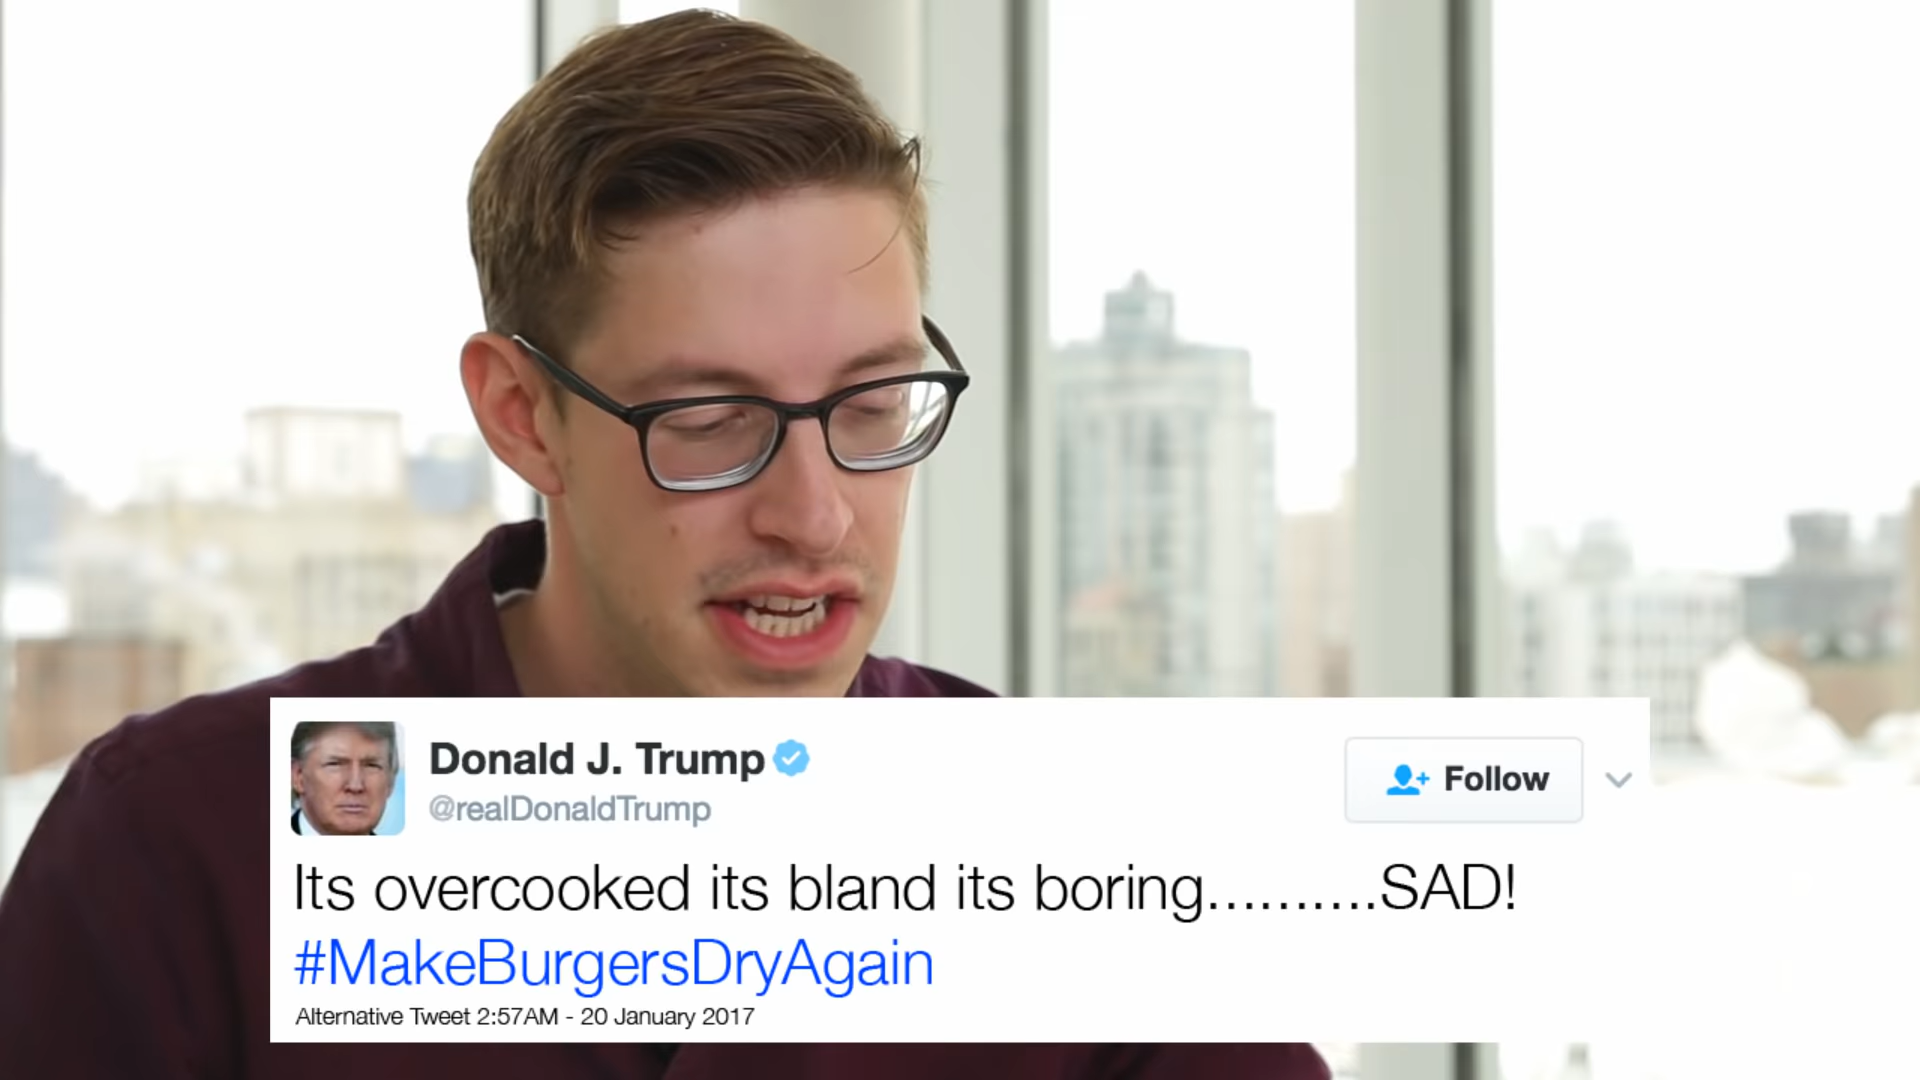 Donald J. Trump
@realDonaldTrump
Follow
Its overcooked its bland its boring..........SAD!
#MakeBurgersDryAgain
Alternative Tweet 2:57AM - 20 January 2017